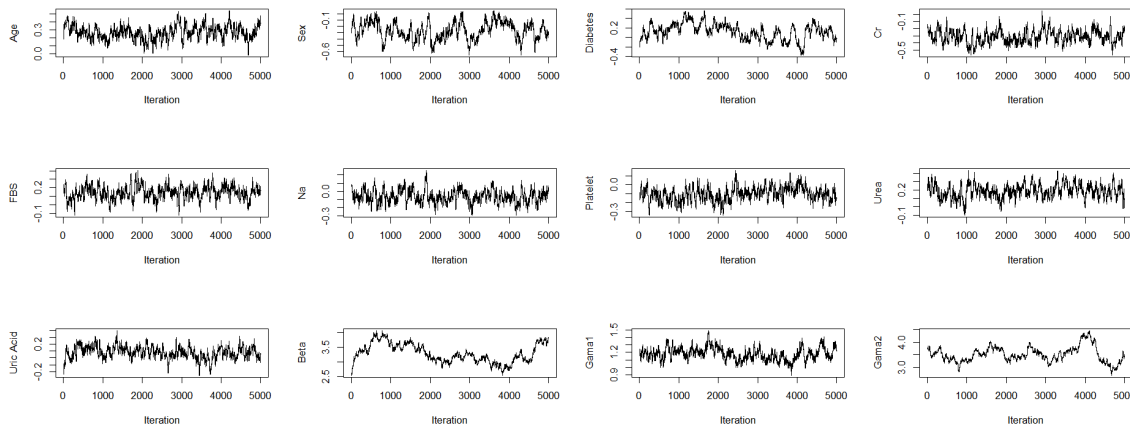 Age
0.0 0.3
0 1000 2000 3000 4000 5000
Iteration
Sex
-0.6 -0.1
0 1000 2000 3000 4000 5000
Iteration
Diabetes
-0.4 0.2
0 1000 2000 3000 4000 5000
Iteration
Cr
-0.5 -0.1
0 1000 2000 3000 4000 5000
Iteration
FBS
-0.1 0.2
0 1000 2000 3000 4000 5000
Iteration
Na
-0.3 0.0
0 1000 2000 3000 4000 5000
Iteration
Platelet
-0.3 0.0
0 1000 2000 3000 4000 5000
Iteration
Urea
-0.1 0.2
0 1000 2000 3000 4000 5000
Iteration
Uric Acid
-0.2 0.2
0 1000 2000 3000 4000 5000
Iteration
Beta
2.5 3.5
0 1000 2000 3000 4000 5000
Iteration
Gama1
0.9 1.2 1.5
0 1000 2000 3000 4000 5000
Iteration
Gama2
3.0 4.0
0 1000 2000 3000 4000 5000
Iteration